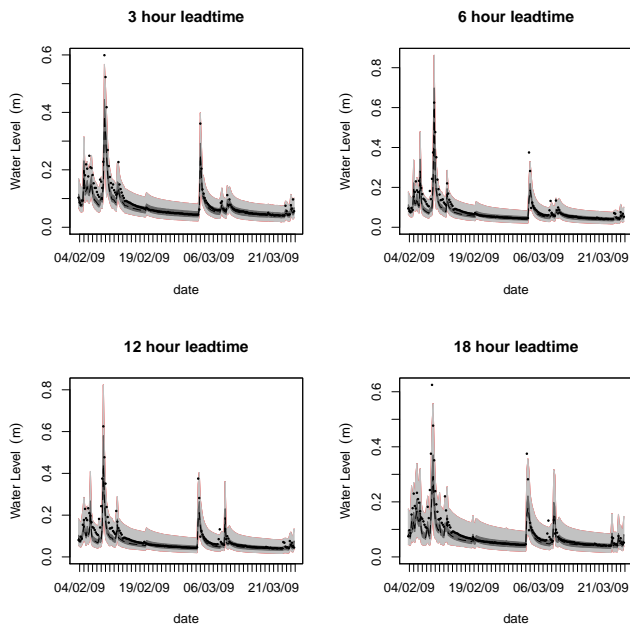 3 hour leadtime
6 hour leadtime
Water Level (m)
0.0
0.2
0.4
0.6
04/02/09 19/02/09 06/03/09 21/03/09
date
Water Level (m)
0.0
0.2
0.4
0.6
0.8
04/02/09 19/02/09 06/03/09 21/03/09
date
12 hour leadtime
18 hour leadtime
Water Level (m)
0.0
0.2
0.4
0.6
0.8
04/02/09 19/02/09 06/03/09 21/03/09
date
Water Level (m)
0.0
0.2
0.4
0.6
04/02/09 19/02/09 06/03/09 21/03/09
date